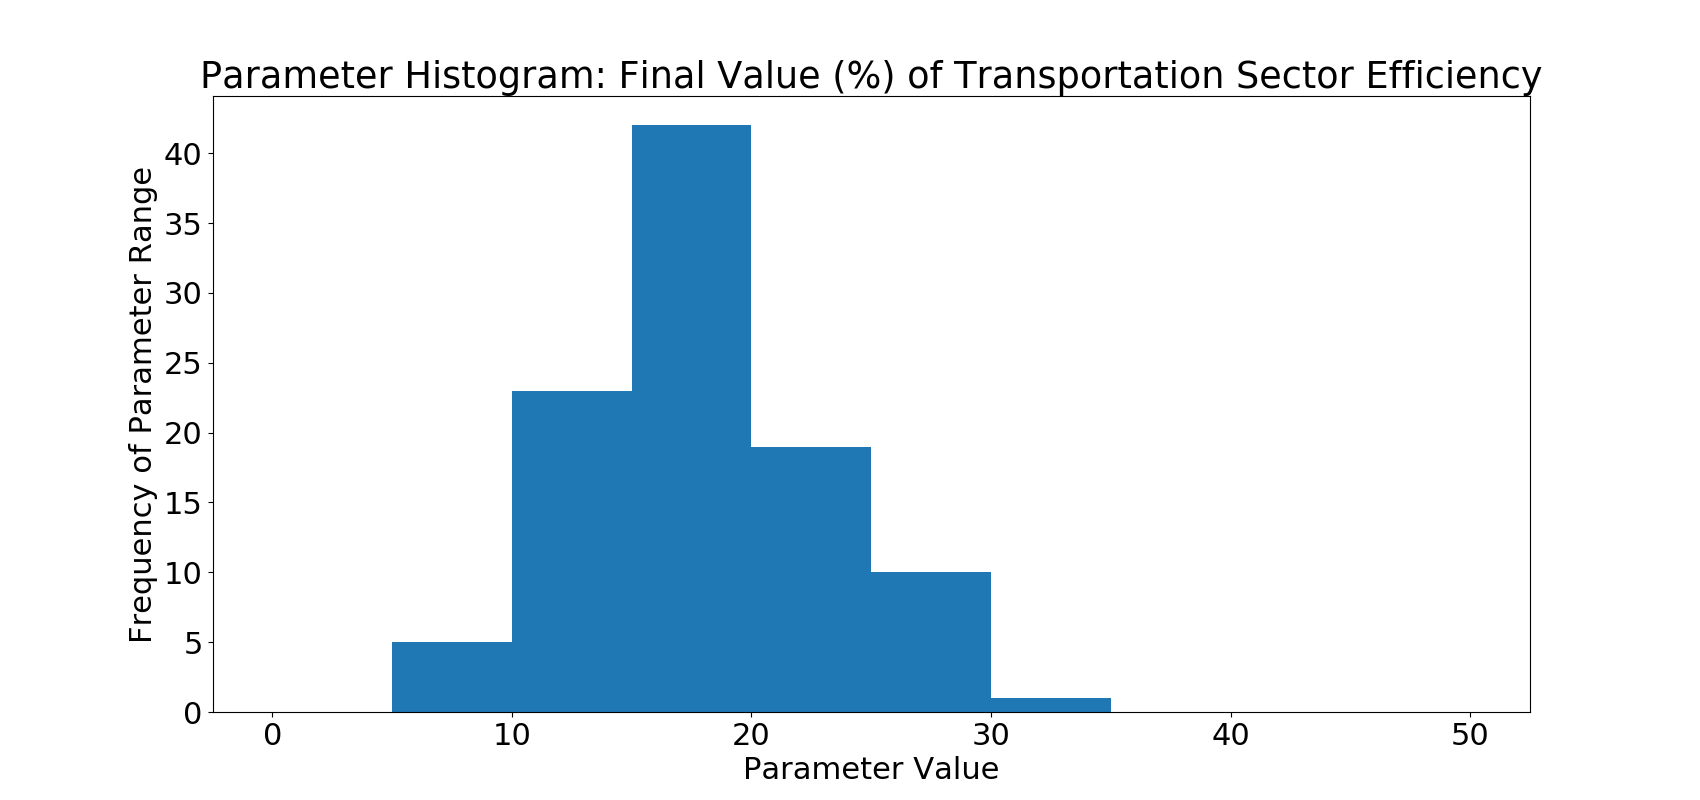 Parameter Histogram: Final Value (%) of Transportation Sector Efficiency
Frequency of Parameter Range
40
35
30
25
20
15
10
5
0
0 10 20 30 40 50
Parameter Value